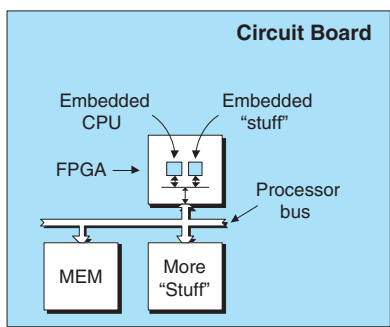 Circuit Board
Embedded
CPU
Embedded
“stuff”
FPGA
Processor
bus
MEM
More
“Stuff”